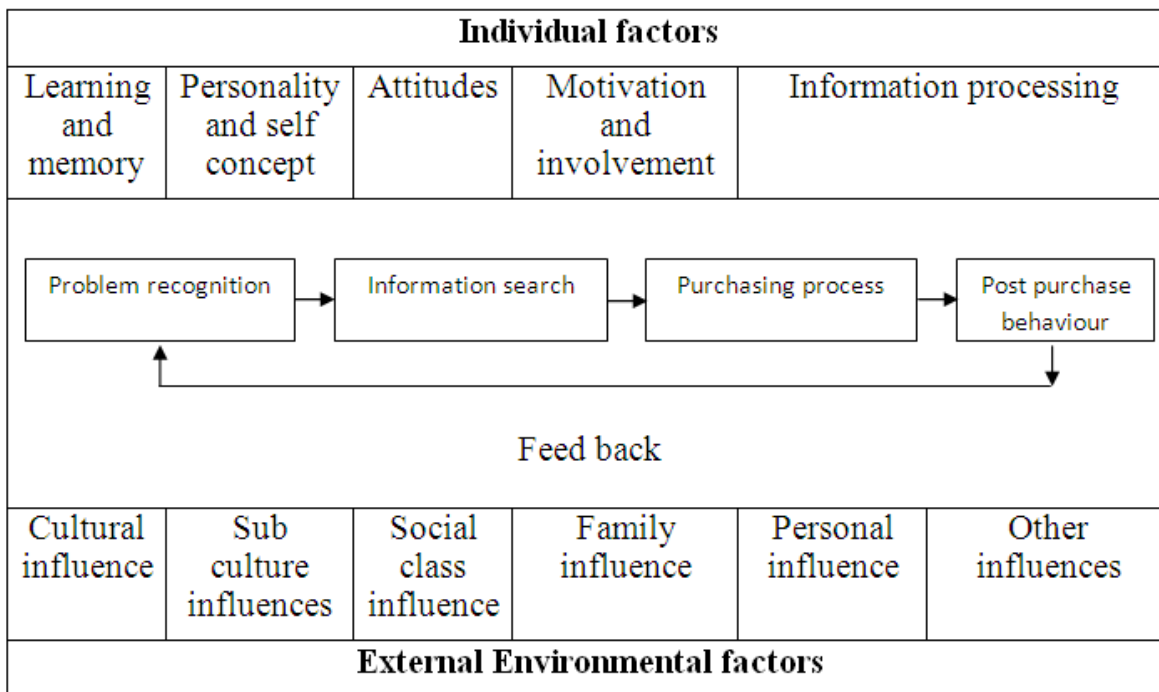 Individual factors
Learning
and
memory
Personality
and self
concept
Attitudes
Motivation
and
involvement
Information processing
Problem recognition
Information search
Purchasing process
Post purchase
behaviour
Feed back
Cultural
influence
Sub
culture
influences
Social
class
influence
Family
influence
Personal
influence
Other
influences
External Environmental factors